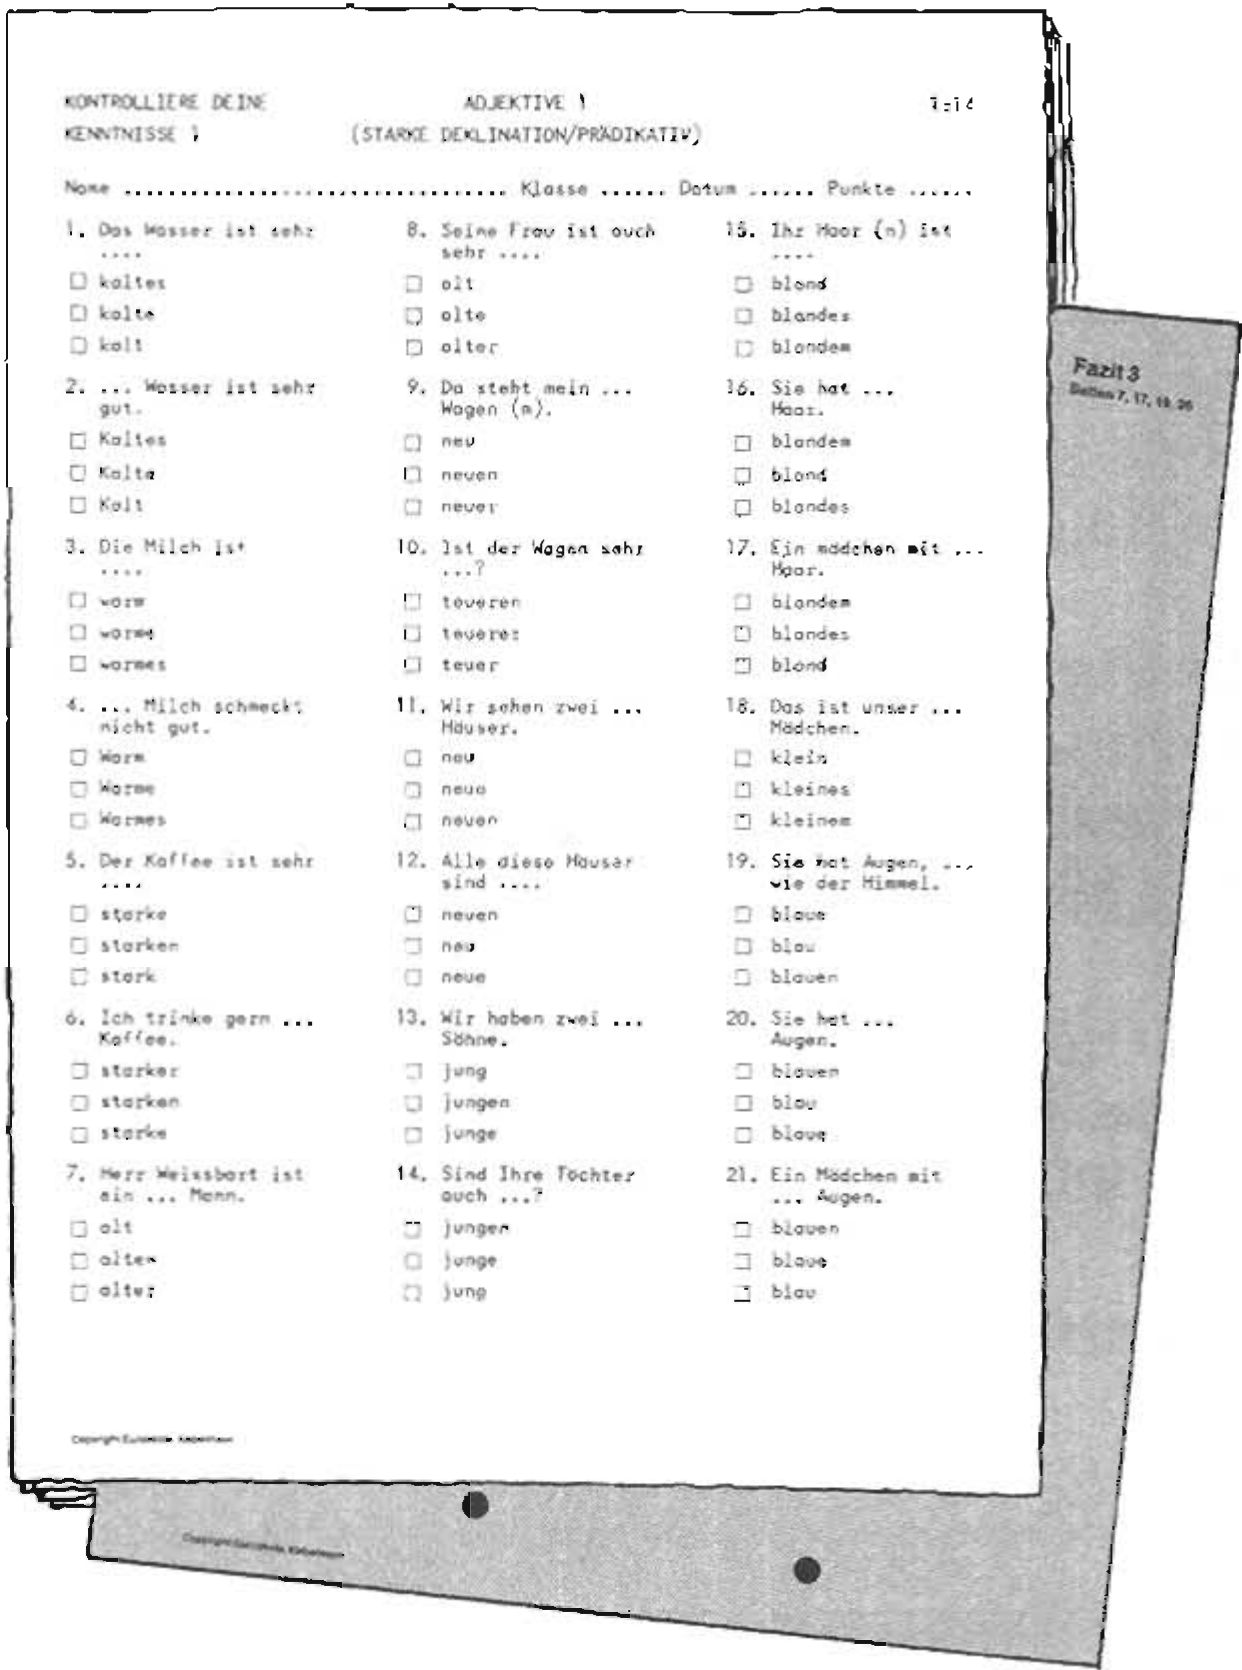 KONTROLLIERE DEINE
KENNTNISSE 1
ADJEKTIVE 1
(STARKE DEKLINATION/PRÄDIKATIV)
Name .................................. Klasse ...... Datum ...... Punkte ......
1. Das Wasser ist sehr
....
kaltes
kalte
kalt
2. ... Wasser ist sehr
gut.
Kaltes
Kalte
Kalt
3. Die Milch ist
....
warm
warme
warmes
4. ... Milch schmeckt
nicht gut.
Warm
Warme
Warmes
5. Der Kaffee ist sehr
....
starke
starken
stark
6. Ich trinke gern ...
Kaffee.
starker
starken
starke
7. Herr Weissbart ist
ein ... Mann.
alt
alten
alter
8. Seine Frau ist auch
sehr ....
alt
alte
alter
9. Da steht mein ...
Wagen (m).
neu
neuen
neuer
10. Ist der Wagen sehr
...?
teueren
teuerer
teuer
11. Wir sehen zwei ...
Häuser.
neu
neue
neuen
12. Alle diese Häuser
sind ....
neuen
neu
neue
13. Wir haben zwei ...
Söhne.
jung
jungen
junge
14. Sind Ihre Töchter
auch ...?
jungen
junge
jung
15. Ihr Haar (n) ist
....
blond
blondes
blondem
16. Sie hat ...
Haar.
blondem
blond
blondes
17. Ein mädchen mit ...
Haar.
blondem
blondes
blond
18. Das ist unser ...
Mädchen.
klein
kleines
kleinem
19. Sie hat Augen, ...
wie der Himmel.
blaue
blau
blauen
20. Sie hat ...
Augen.
blauen
blau
blaue
21. Ein Mädchen mit
... Augen.
blauen
blaue
blau
Copyright
Fazit 3
Seiten 7, 17, 19, 26
Copyright